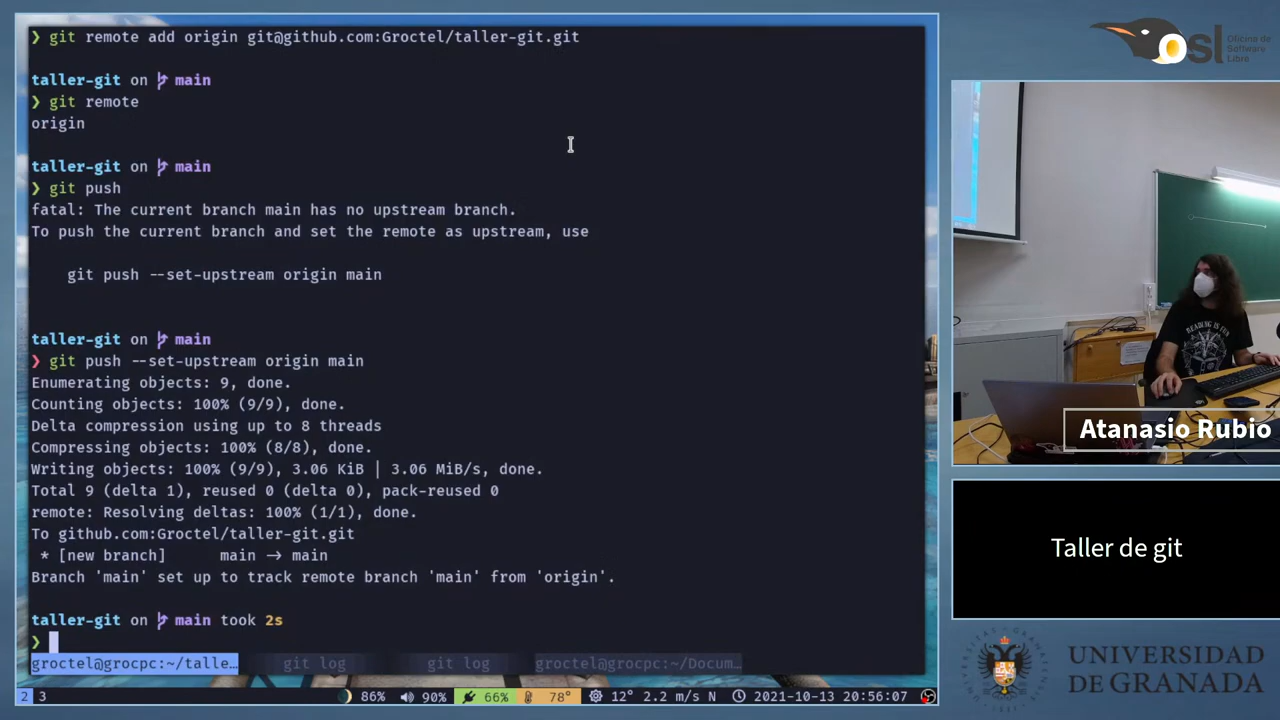 ❯ git remote add origin git@github.com:Groctel/taller-git.git
taller-git on main
❯ git remote
origin
taller-git on main
❯ git push
fatal: The current branch main has no upstream branch.
To push the current branch and set the remote as upstream, use
git push --set-upstream origin main
taller-git on main
❯ git push --set-upstream origin main
Enumerating objects: 9, done.
Counting objects: 100% (9/9), done.
Delta compression using up to 8 threads
Compressing objects: 100% (8/8), done.
Writing objects: 100% (9/9), 3.06 KiB | 3.06 MiB/s, done.
Total 9 (delta 1), reused 0 (delta 0), pack-reused 0
remote: Resolving deltas: 100% (1/1), done.
To github.com:Groctel/taller-git.git
* [new branch] main → main
Branch 'main' set up to track remote branch 'main' from 'origin'.
taller-git on main took 2s
❯
groctel@grocpc:~/talle… git log git log groctel@grocpc:~/Docum…
2 3 86% 90% 66% 78° 12° 2.2 m/s N 2021-10-13 20:56:07
osl
Oficina de
Software
Libre
READING IS FUN
Atanasio Rubio
Taller de git
UNIVERSIDAD
DE GRANADA